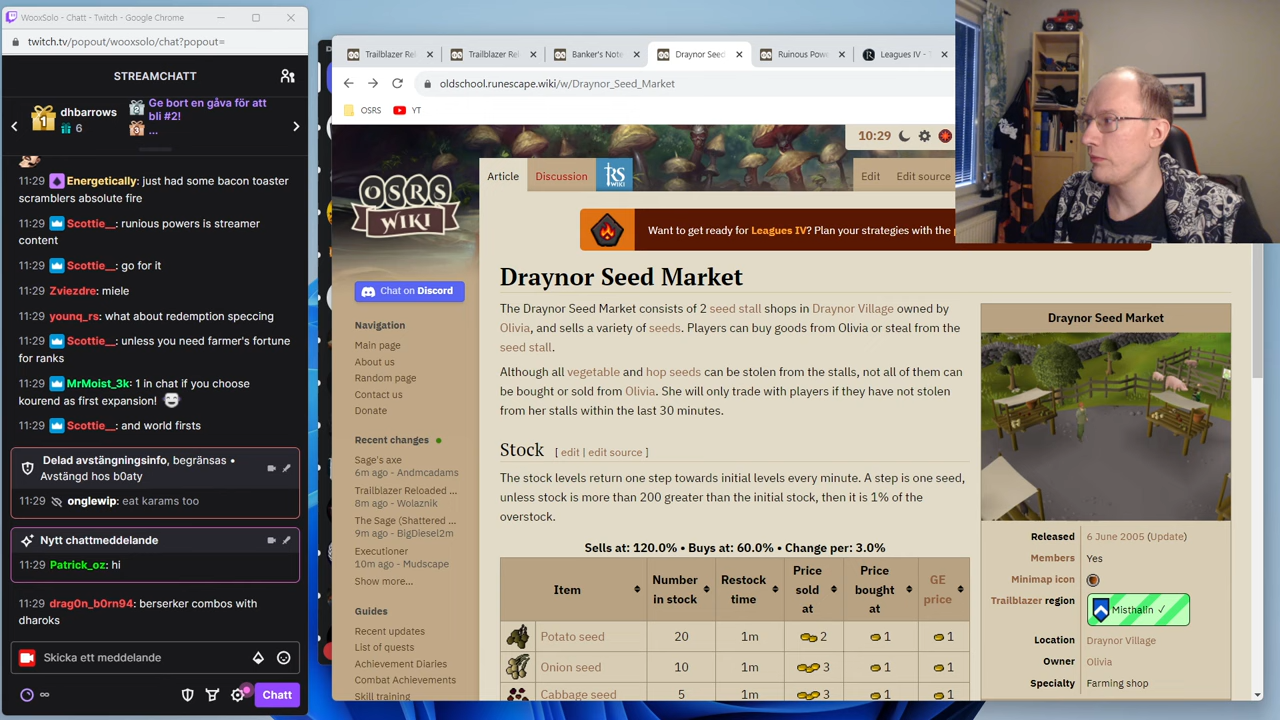 WooxSolo - Chatt - Twitch - Google Chrome
twitch.tv/popout/wooxsolo/chat?popout=
STREAMCHATT
dhbarrows
6
1
2
3
Ge bort en gåva för att
bli #2!
...
11:29 Energetically: just had some bacon toaster
scramblers absolute fire
11:29 Scottie__: runious powers is streamer
content
11:29 Scottie__: go for it
11:29 Zviezdre: miele
11:29 younq_rs: what about redemption speccing
11:29 Scottie__: unless you need farmer's fortune
for ranks
11:29 MrMoist_3k: 1 in chat if you choose
kourend as first expansion!
11:29 Scottie__: and world firsts
Delad avstängningsinfo, begränsas •
Avstängd hos b0aty
11:29 onglewip: eat karams too
Nytt chattmeddelande
11:29 Patrick_oz: hi
11:29 drag0n_b0rn94: berserker combos with
dharoks
Skicka ett meddelande
∞
Chatt
Trailblazer Rel
Trailblazer Rel
Banker's Note
Draynor Seed
Ruinous Powe
Leagues IV - T
oldschool.runescape.wiki/w/Draynor_Seed_Market
OSRS
YT
10:29
OSRS
WIKI
Article
Discussion
RS
WIKI
Edit
Edit source
Want to get ready for Leagues IV? Plan your strategies with the
Chat on Discord
Navigation
Main page
About us
Random page
Contact us
Donate
Recent changes
Sage's axe
6m ago - Andmcadams
Trailblazer Reloaded ...
8m ago - Wolaznik
The Sage (Shattered ...
9m ago - BigDiesel2m
Executioner
10m ago - Mudscape
Show more...
Guides
Recent updates
List of quests
Achievement Diaries
Combat Achievements
Skill training
Draynor Seed Market
The Draynor Seed Market consists of 2 seed stall shops in Draynor Village owned by
Olivia, and sells a variety of seeds. Players can buy goods from Olivia or steal from the
seed stall.
Although all vegetable and hop seeds can be stolen from the stalls, not all of them can
be bought or sold from Olivia. She will only trade with players if they have not stolen
from her stalls within the last 30 minutes.
Stock [ edit | edit source ]
The stock levels return one step towards initial levels every minute. A step is one seed,
unless stock is more than 200 greater than the initial stock, then it is 1% of the
overstock.
Sells at: 120.0% • Buys at: 60.0% • Change per: 3.0%
Item
Number
in stock
Restock
time
Price
sold
at
Price
bought
at
GE
price
Potato seed 20 1m 2 1 1
Onion seed 10 1m 3 1 1
Cabbage seed 5 1m 3 1 1
Draynor Seed Market
Released 6 June 2005 (Update)
Members Yes
Minimap icon
Trailblazer region Misthalin ✓
Location Draynor Village
Owner Olivia
Specialty Farming shop